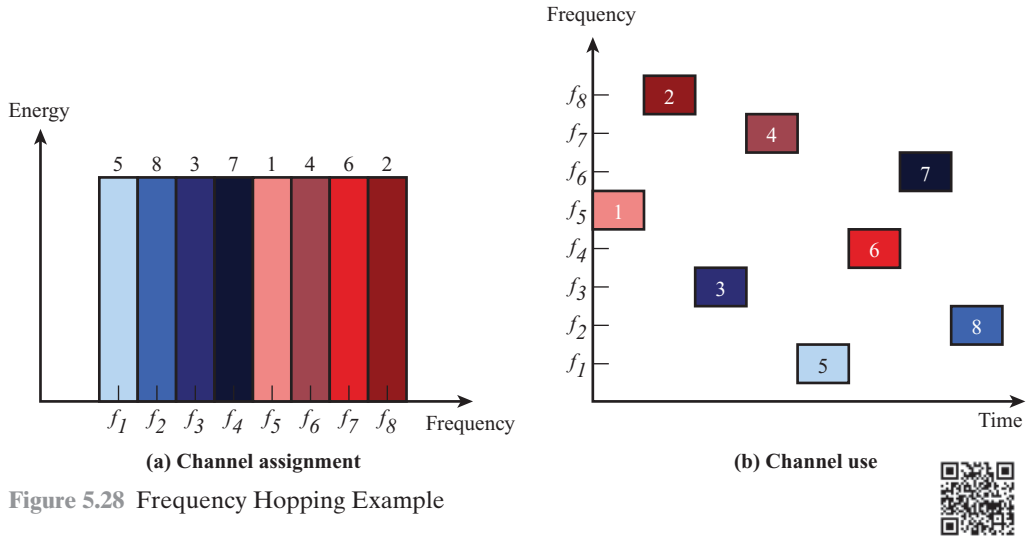 Energy
5 8 3 7 1 4 6 2
f1 f2 f3 f4 f5 f6 f7 f8 Frequency
(a) Channel assignment
Frequency
f8 2
f7 4
f6 7
f5 1
f4 6
f3 3
f2 8
f1 5
Time
(b) Channel use
Figure 5.28 Frequency Hopping Example